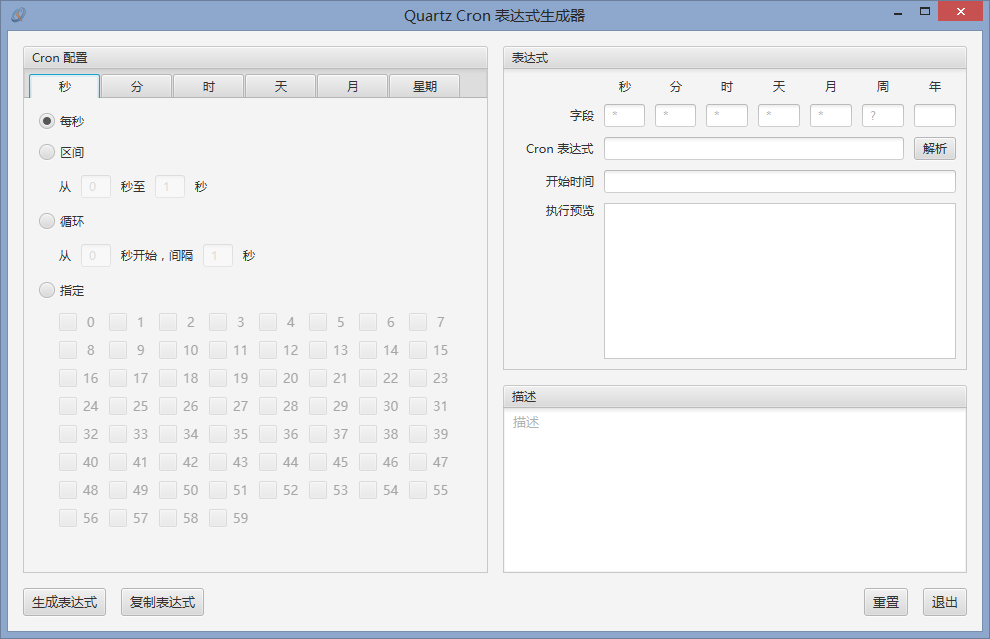 Quartz Cron 表达式生成器
Cron 配置
秒 分 时 天 月 星期
每秒
区间
从 0 秒至 1 秒
循环
从 0 秒开始，间隔 1 秒
指定
0 1 2 3 4 5 6 7
8 9 10 11 12 13 14 15
16 17 18 19 20 21 22 23
24 25 26 27 28 29 30 31
32 33 34 35 36 37 38 39
40 41 42 43 44 45 46 47
48 49 50 51 52 53 54 55
56 57 58 59
表达式
秒 分 时 天 月 周 年
字段 * * * * * ?
Cron 表达式 解析
开始时间
执行预览
描述
描述
生成表达式 复制表达式 重置 退出